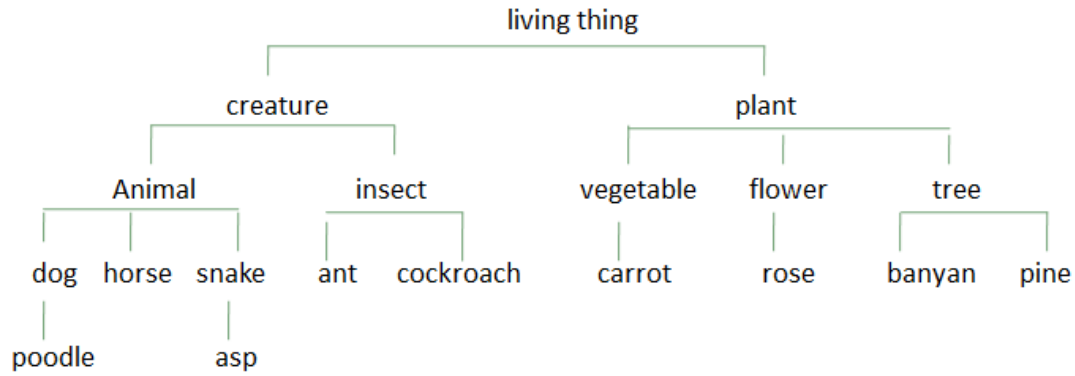 living thing
creature plant
Animal insect vegetable flower tree
dog horse snake ant cockroach carrot rose banyan pine
poodle asp